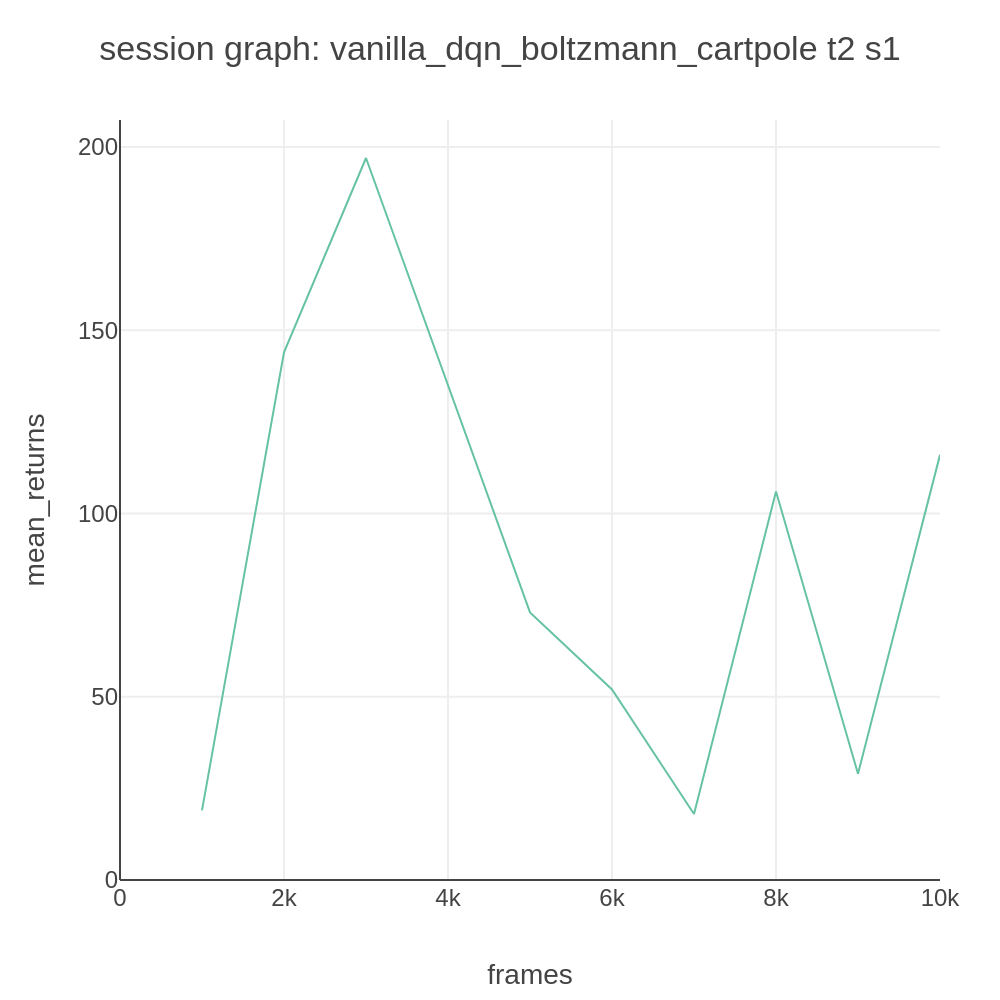 session graph: vanilla_dqn_boltzmann_cartpole t2 s1
200
150
100
50
0
mean_returns
0 2k 4k 6k 8k 10k
frames